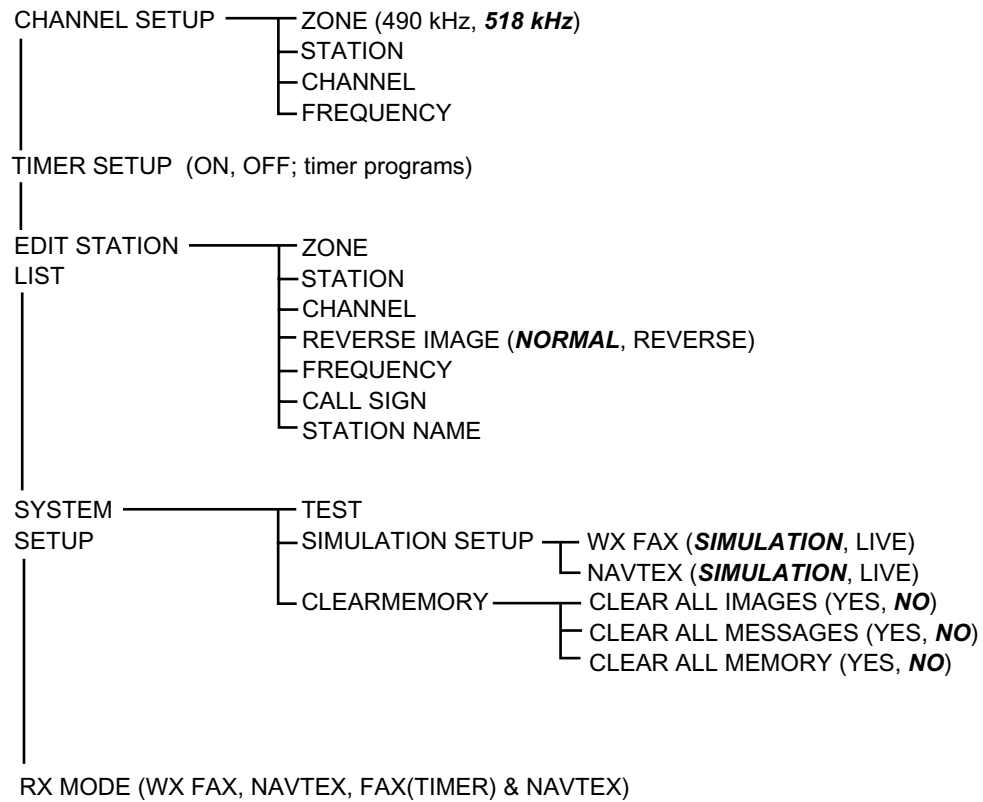 CHANNEL SETUP
ZONE (490 kHz, 518 kHz)
STATION
CHANNEL
FREQUENCY
TIMER SETUP (ON, OFF; timer programs)
EDIT STATION
LIST
ZONE
STATION
CHANNEL
REVERSE IMAGE (NORMAL, REVERSE)
FREQUENCY
CALL SIGN
STATION NAME
SYSTEM
SETUP
TEST
SIMULATION SETUP
WX FAX (SIMULATION, LIVE)
NAVTEX (SIMULATION, LIVE)
CLEARMEMORY
CLEAR ALL IMAGES (YES, NO)
CLEAR ALL MESSAGES (YES, NO)
CLEAR ALL MEMORY (YES, NO)
RX MODE (WX FAX, NAVTEX, FAX(TIMER) & NAVTEX)